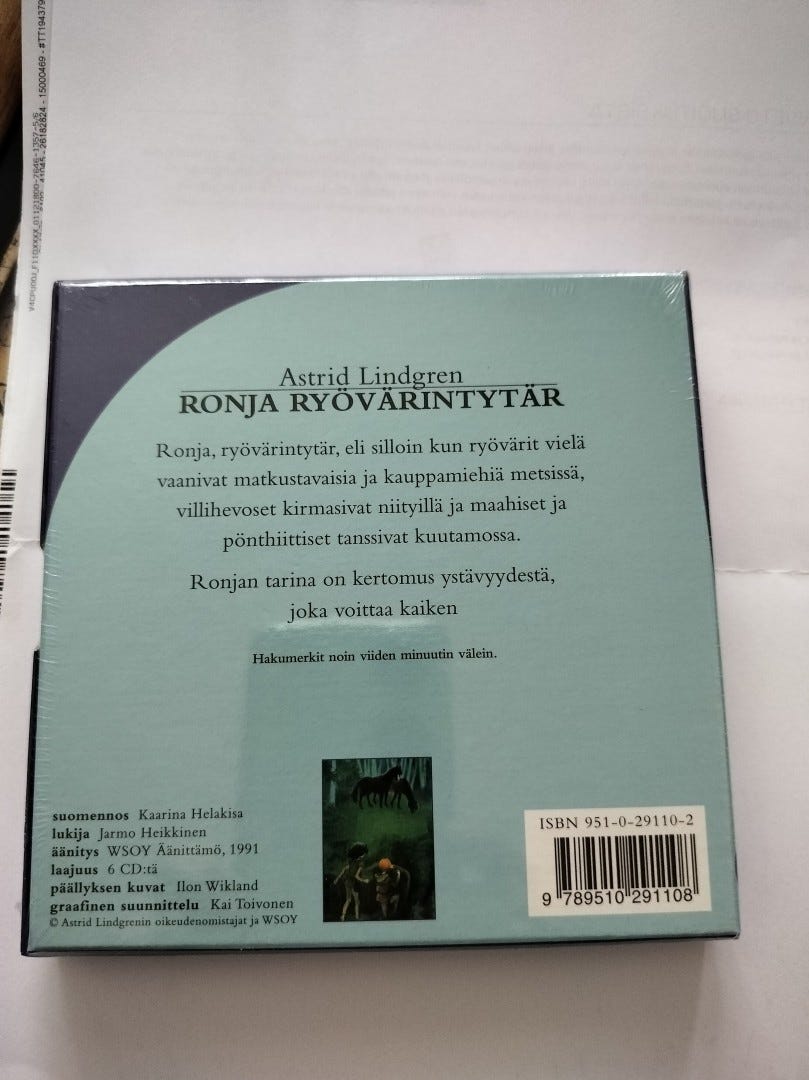 Astrid Lindgren
RONJA RYÖVÄRINTYTÄR
Ronja, ryövärintytär, eli silloin kun ryövärit vielä
vaanivat matkustavaisia ja kauppamiehiä metsissä,
villihevoset kirmasivat niityillä ja maahiset ja
pönthiittiset tanssivat kuutamossa.
Ronjan tarina on kertomus ystävyydestä,
joka voittaa kaiken
Hakumerkit noin viiden minuutin välein.
suomennos Kaarina Helakisa
lukija Jarmo Heikkinen
äänitys WSOY Äänittämö, 1991
laajuus 6 CD:tä
päällyksen kuvat Ilon Wikland
graafinen suunnittelu Kai Toivonen
© Astrid Lindgrenin oikeudenomistajat ja WSOY
ISBN 951-0-29110-2
9 789510 291108
15000469 - #TT194379